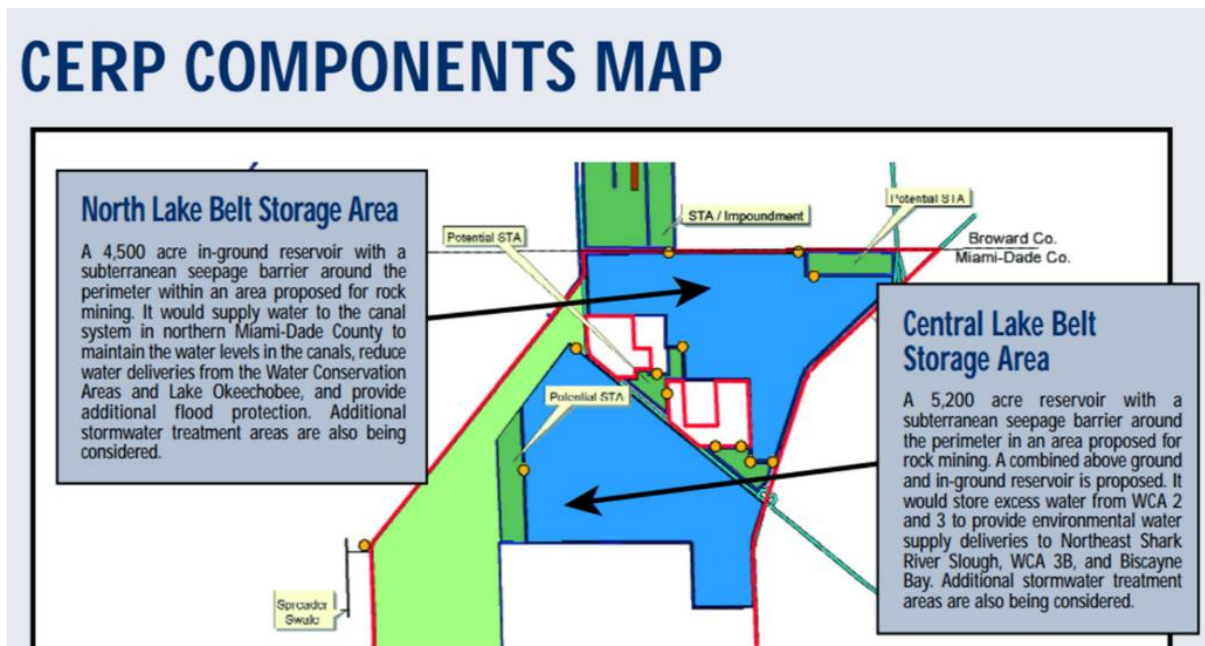 CERP COMPONENTS MAP
North Lake Belt Storage Area
A 4,500 acre in-ground reservoir with a
subterranean seepage barrier around the
perimeter within an area proposed for rock
mining. It would supply water to the canal
system in northern Miami-Dade County to
maintain the water levels in the canals, reduce
water deliveries from the Water Conservation
Areas and Lake Okeechobee, and provide
additional flood protection. Additional
stormwater treatment areas are also being
considered.
Potential STA
STA / Impoundment
Potential STA
Broward Co.
Miami-Dade Co.
Potential STA
Central Lake Belt
Storage Area
A 5,200 acre reservoir with a
subterranean seepage barrier around
the perimeter in an area proposed for
rock mining. A combined above ground
and in-ground reservoir is proposed. It
would store excess water from WCA 2
and 3 to provide environmental water
supply deliveries to Northeast Shark
River Slough, WCA 3B, and Biscayne
Bay. Additional stormwater treatment
areas are also being considered.
Spreader
Swale